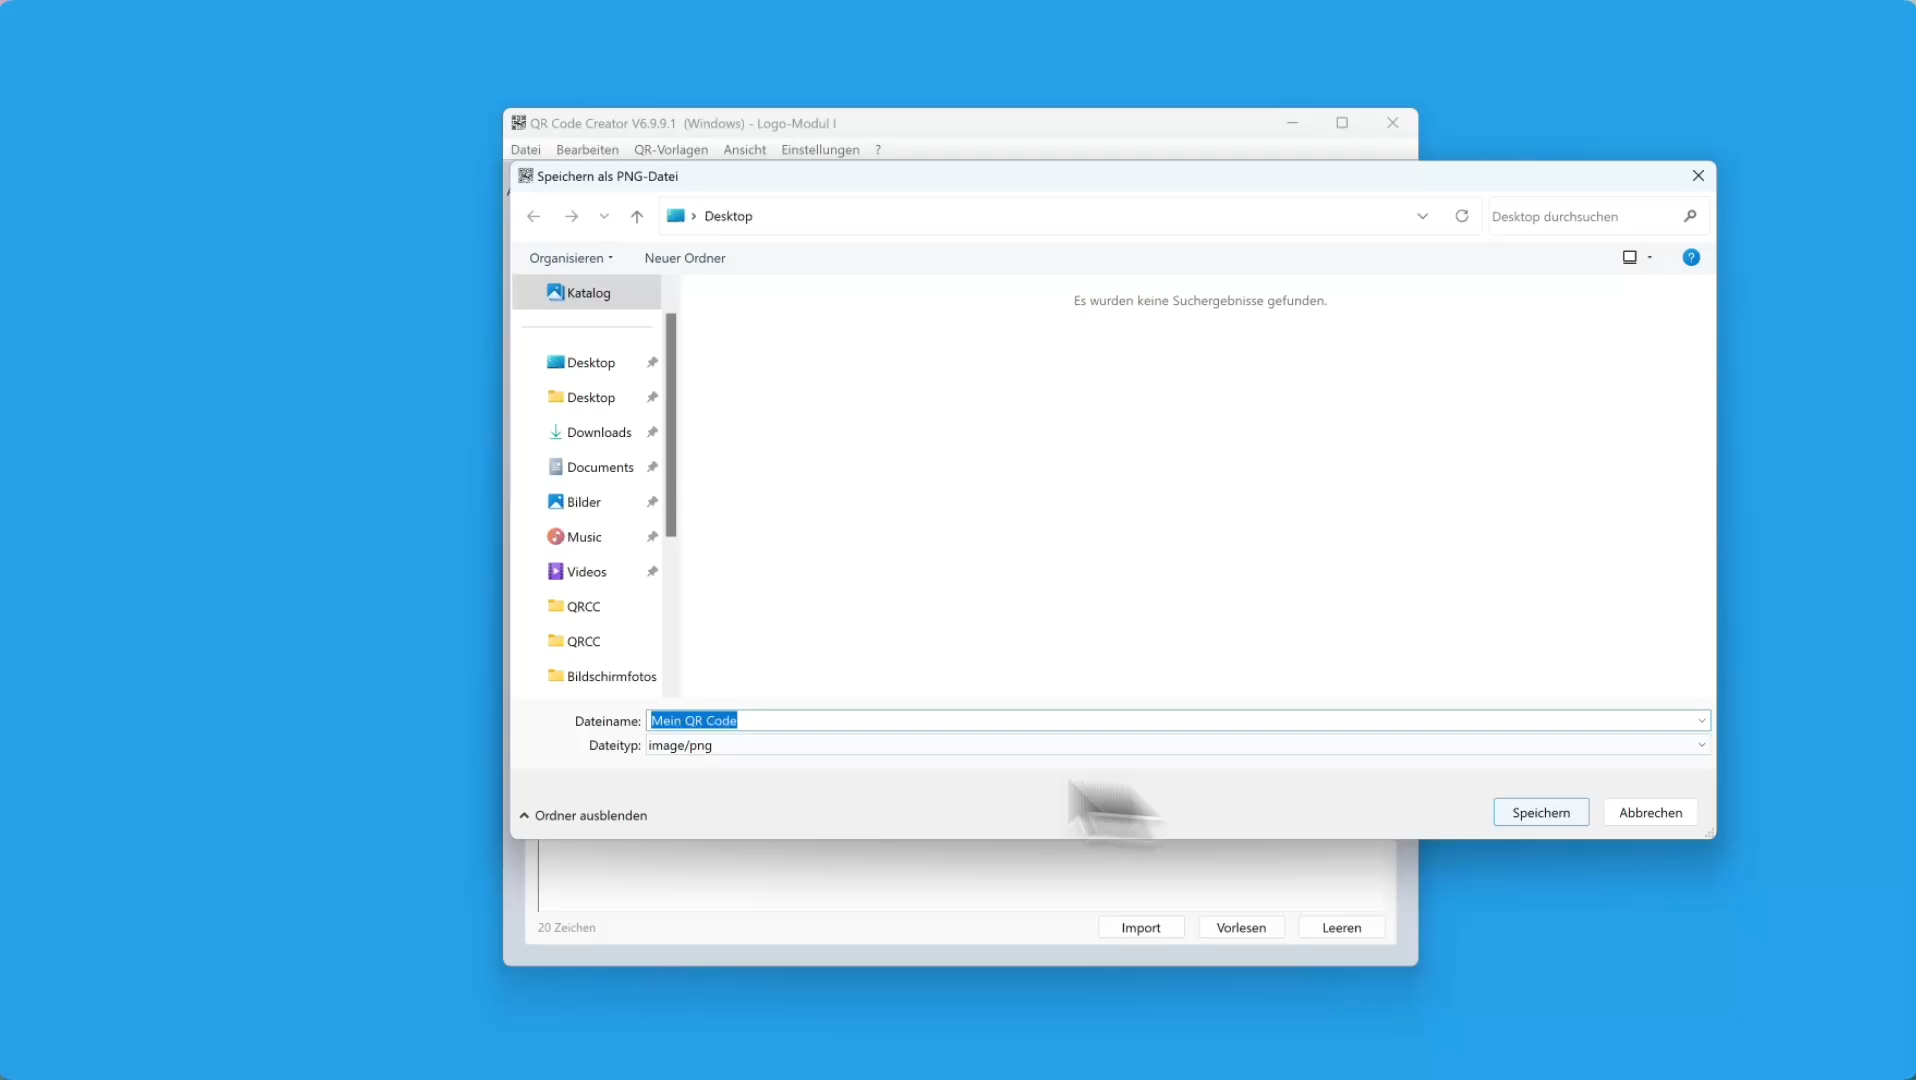 QR Code Creator V6.9.9.1 (Windows) - Logo-Modul I
Datei Bearbeiten QR-Vorlagen Ansicht Einstellungen ?
Speichern als PNG-Datei
Desktop
Desktop durchsuchen
Organisieren
Neuer Ordner
?
Katalog
Es wurden keine Suchergebnisse gefunden.
Desktop
Desktop
Downloads
Documents
Bilder
Music
Videos
QRCC
QRCC
Bildschirmfotos
Dateiname: Mein QR Code
Dateityp: image/png
Ordner ausblenden
Speichern
Abbrechen
20 Zeichen
Import
Vorlesen
Leeren